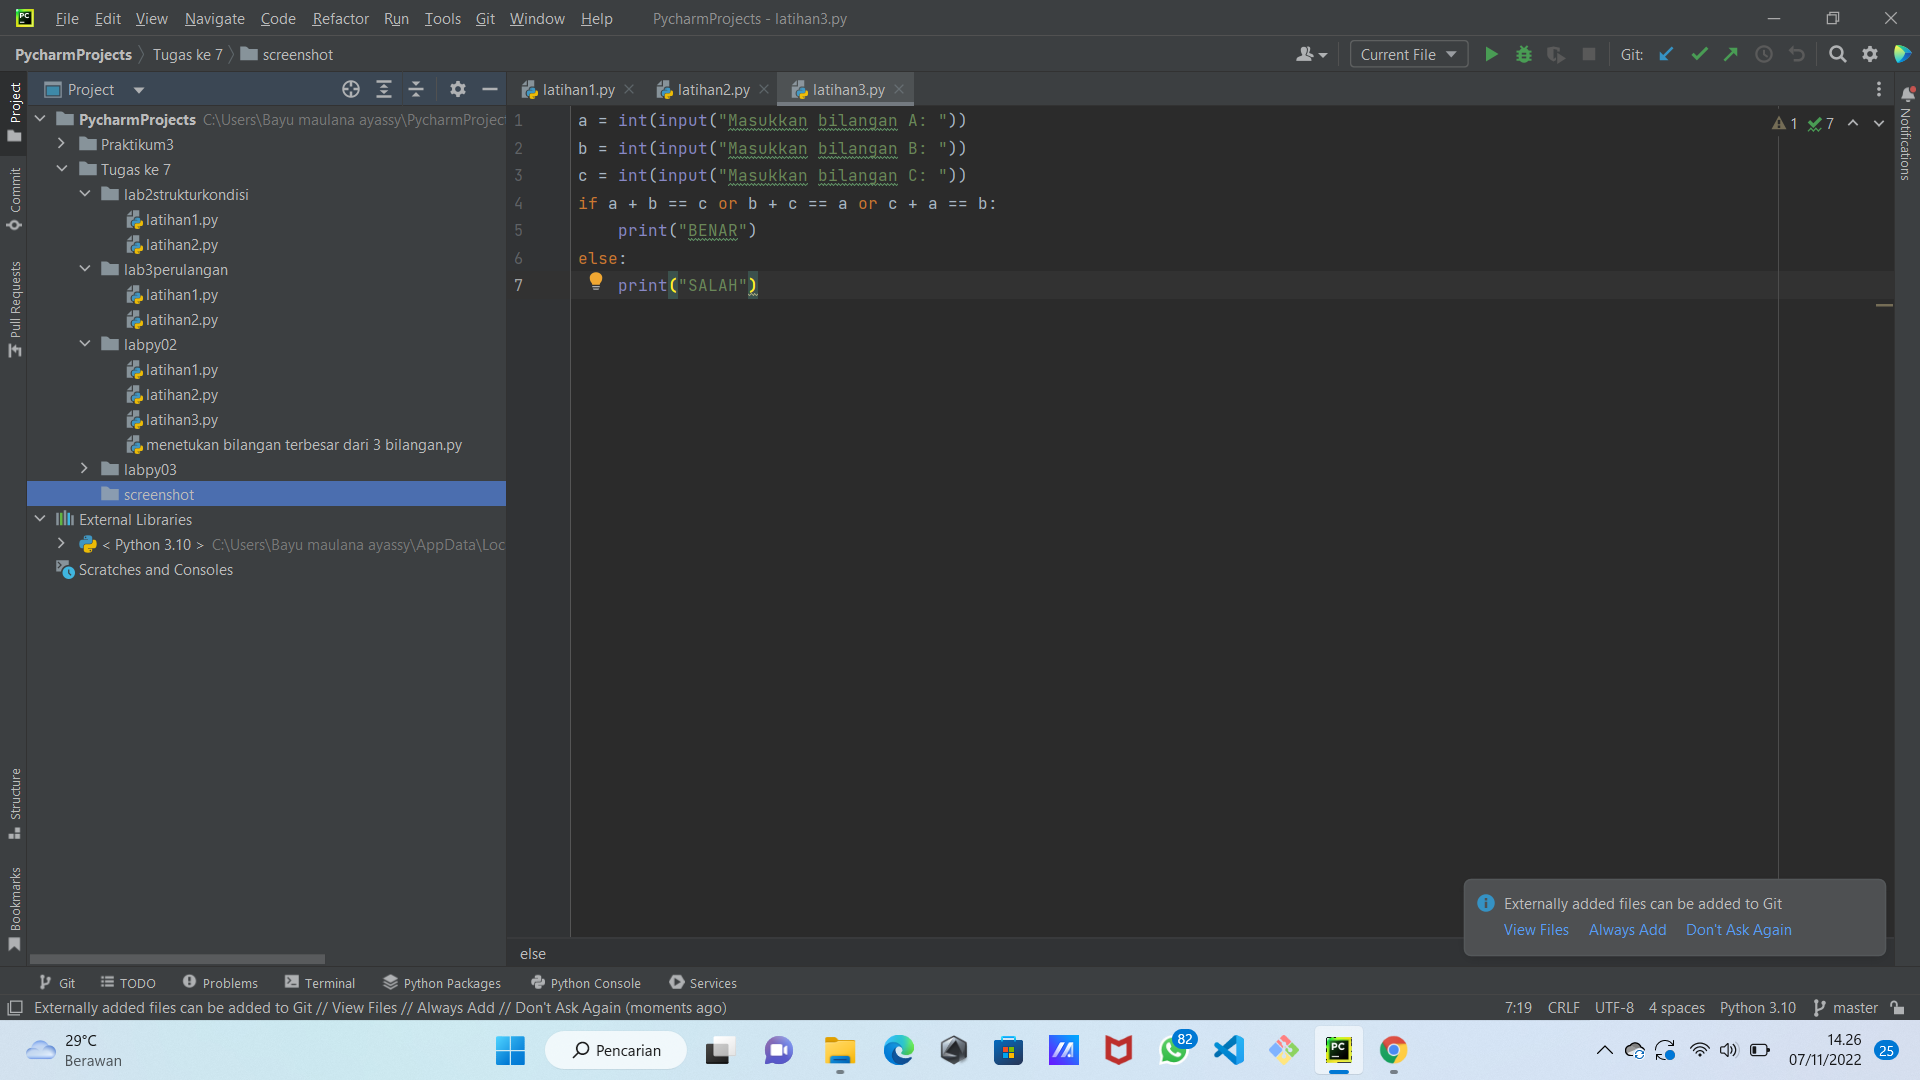 File Edit View Navigate Code Refactor Run Tools Git Window Help PycharmProjects - latihan3.py
PycharmProjects Tugas ke 7 screenshot Current File Git:
Project latihan1.py latihan2.py latihan3.py
Project
Commit
Pull Requests
Structure
Bookmarks
Notifications
PycharmProjects C:\Users\Bayu maulana ayassy\PycharmProject
Praktikum3
Tugas ke 7
lab2strukturkondisi
latihan1.py
latihan2.py
lab3perulangan
latihan1.py
latihan2.py
labpy02
latihan1.py
latihan2.py
latihan3.py
menetukan bilangan terbesar dari 3 bilangan.py
labpy03
screenshot
External Libraries
< Python 3.10 > C:\Users\Bayu maulana ayassy\AppData\Loc
Scratches and Consoles
1 a = int(input("Masukkan bilangan A: "))
2 b = int(input("Masukkan bilangan B: "))
3 c = int(input("Masukkan bilangan C: "))
4 if a + b == c or b + c == a or c + a == b:
5 print("BENAR")
6 else:
7 print("SALAH")
1 7
else
Externally added files can be added to Git
View Files Always Add Don't Ask Again
Git TODO Problems Terminal Python Packages Python Console Services
Externally added files can be added to Git // View Files // Always Add // Don't Ask Again (moments ago) 7:19 CRLF UTF-8 4 spaces Python 3.10 master
29°C
Berawan
Pencarian
PC
82
14.26
07/11/2022
25